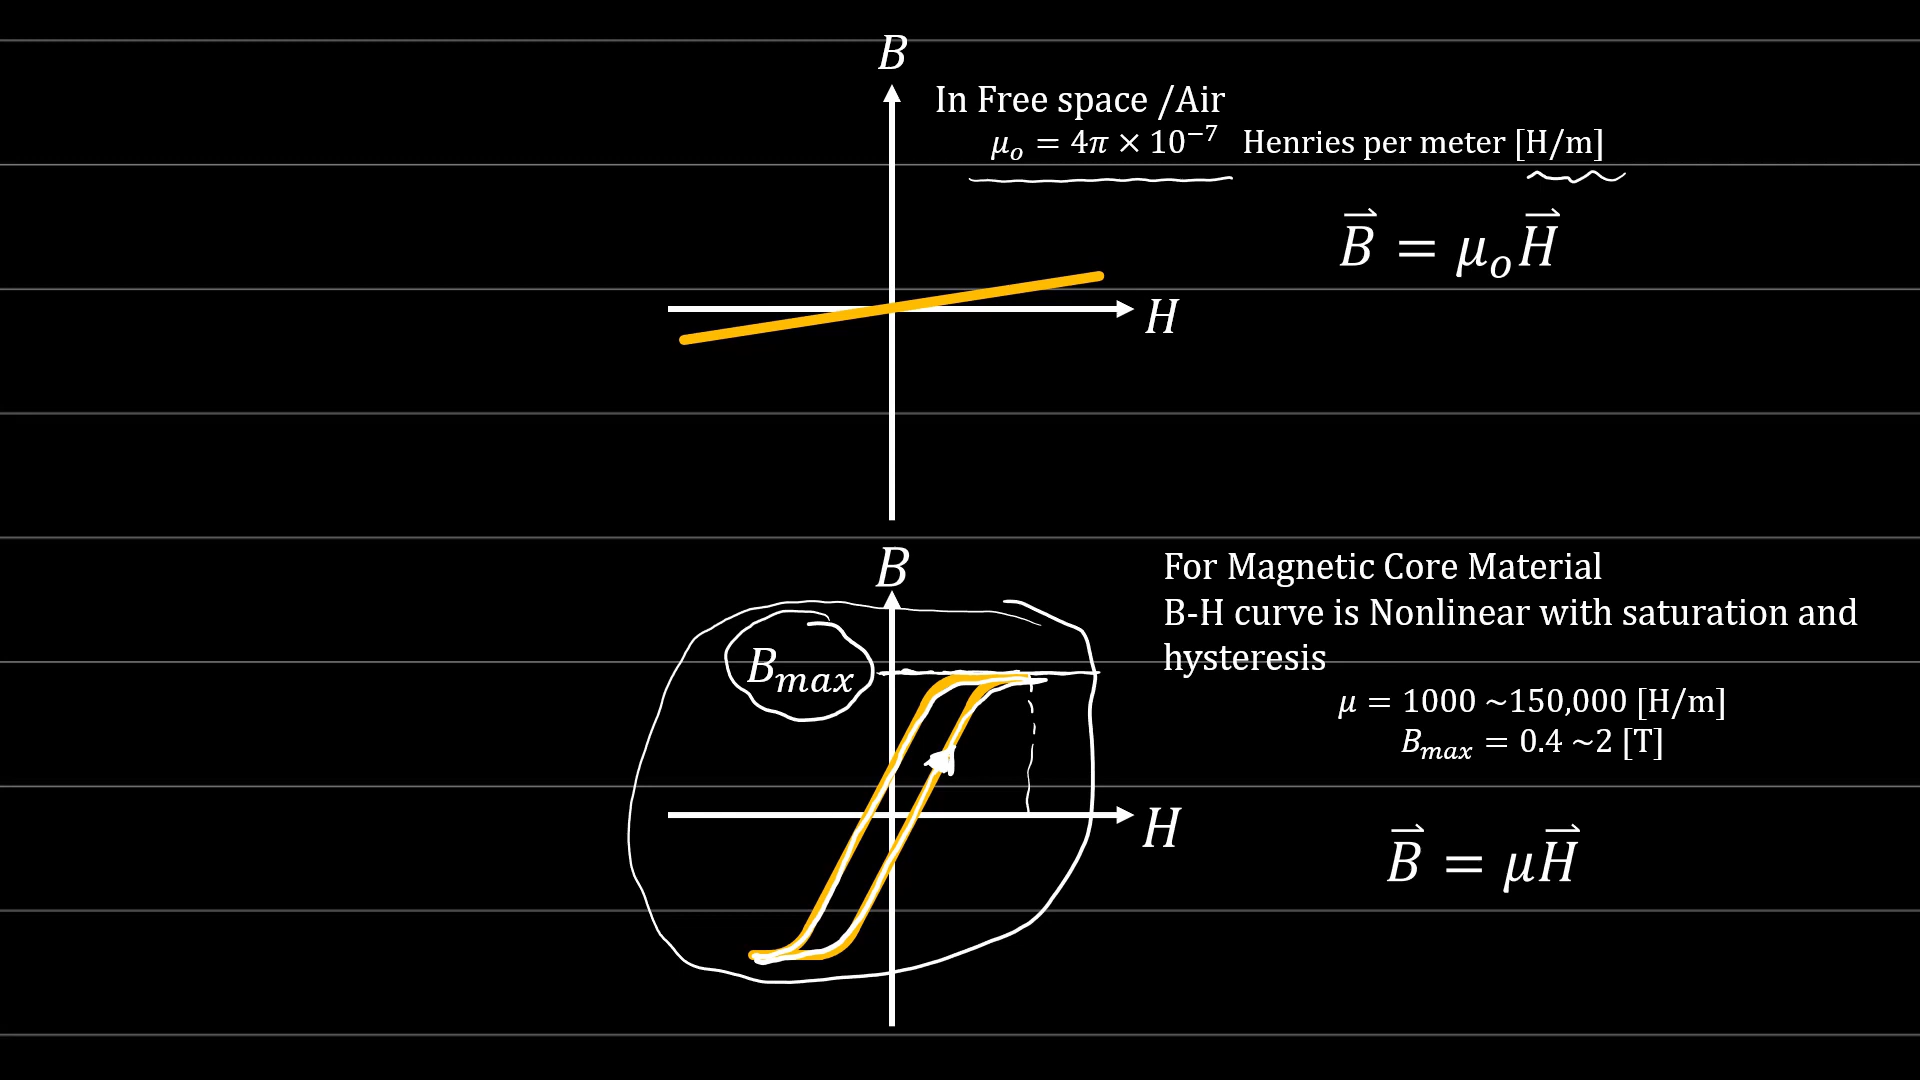 B
In Free space /Air
μₒ = 4π × 10⁻⁷ Henries per meter [H/m]
B⃗ = μₒH⃗
H
B
For Magnetic Core Material
B-H curve is Nonlinear with saturation and
hysteresis
Bₘₐₓ
μ = 1000 ~150,000 [H/m]
Bₘₐₓ = 0.4 ~2 [T]
H
B⃗ = μH⃗